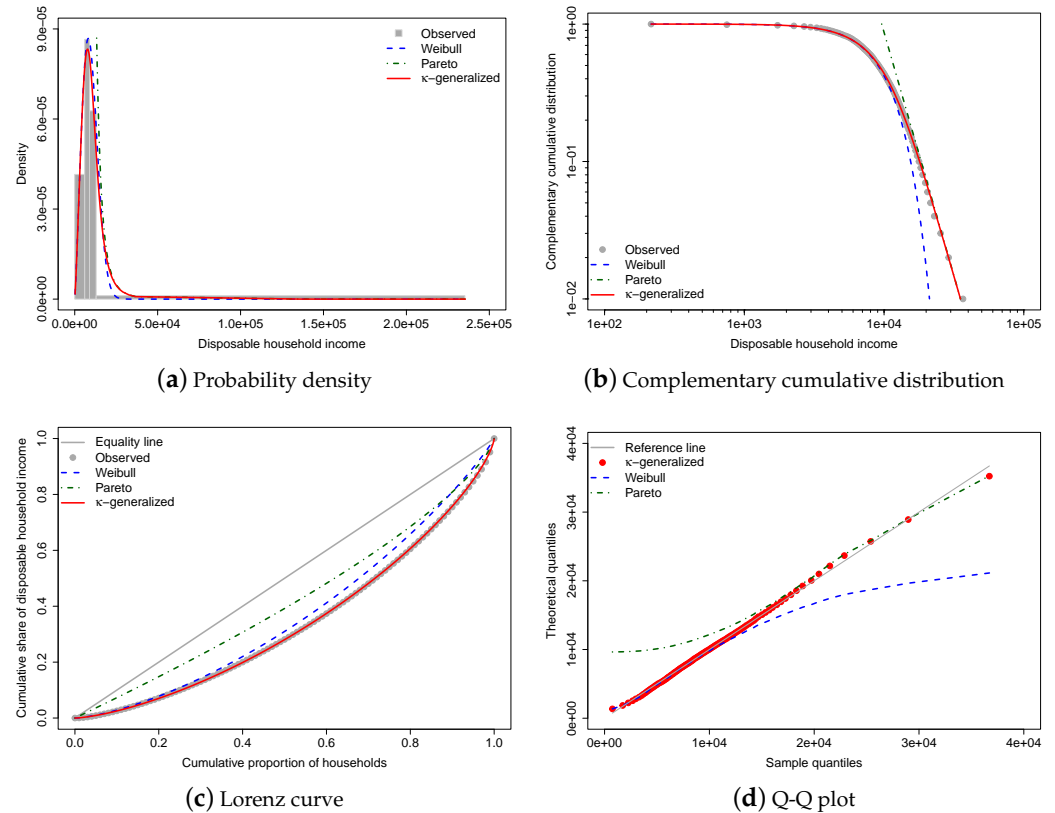 9.0e−05
6.0e−05
3.0e−05
0.0e+00
Density
Observed
Weibull
Pareto
κ−generalized
0.0e+00
5.0e+04
1.0e+05
1.5e+05
2.0e+05
2.5e+05
Disposable household income
(a) Probability density
1e+00
1e−01
1e−02
Complementary cumulative distribution
Observed
Weibull
Pareto
κ−generalized
1e+02
1e+03
1e+04
1e+05
Disposable household income
(b) Complementary cumulative distribution
1.0
0.8
0.6
0.4
0.2
0.0
Cumulative share of disposable household income
Equality line
Observed
Weibull
Pareto
κ−generalized
0.0
0.2
0.4
0.6
0.8
1.0
Cumulative proportion of households
(c) Lorenz curve
4e+04
3e+04
2e+04
1e+04
0e+00
Theoretical quantiles
Reference line
κ−generalized
Weibull
Pareto
0e+00
1e+04
2e+04
3e+04
4e+04
Sample quantiles
(d) Q-Q plot